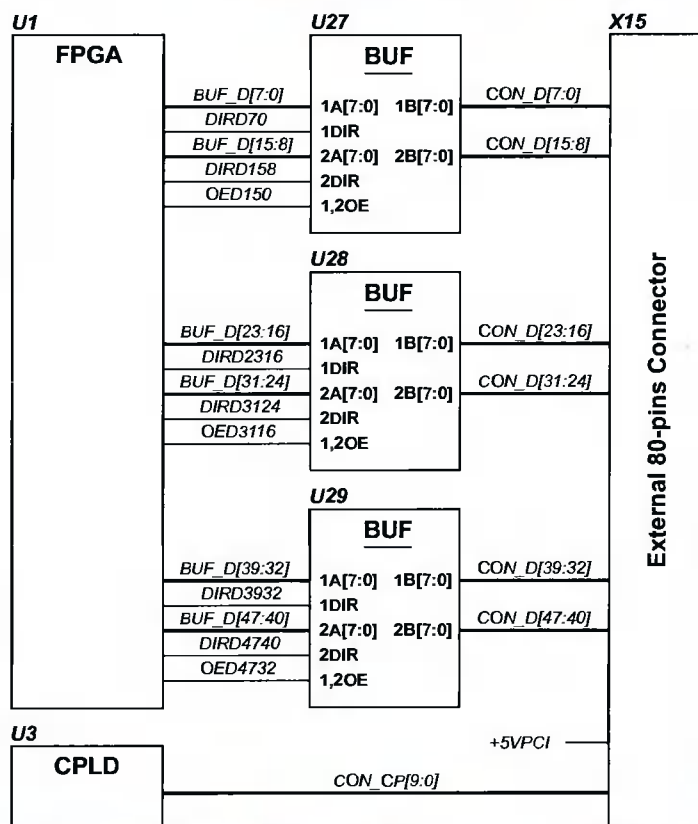 U1
U27
X15
FPGA
BUF
BUF_D[7:0]
1A[7:0] 1B[7:0]
CON_D[7:0]
DIRD70
1DIR
BUF_D[15:8]
2A[7:0] 2B[7:0]
CON_D[15:8]
DIRD158
2DIR
OED150
1,2OE
U28
BUF
BUF_D[23:16]
1A[7:0] 1B[7:0]
CON_D[23:16]
DIRD2316
1DIR
BUF_D[31:24]
2A[7:0] 2B[7:0]
CON_D[31:24]
DIRD3124
2DIR
OED3116
1,2OE
U29
BUF
BUF_D[39:32]
1A[7:0] 1B[7:0]
CON_D[39:32]
DIRD3932
1DIR
BUF_D[47:40]
2A[7:0] 2B[7:0]
CON_D[47:40]
DIRD4740
2DIR
OED4732
1,2OE
External 80-pins Connector
U3
+5VPCI
CPLD
CON_CP[9:0]